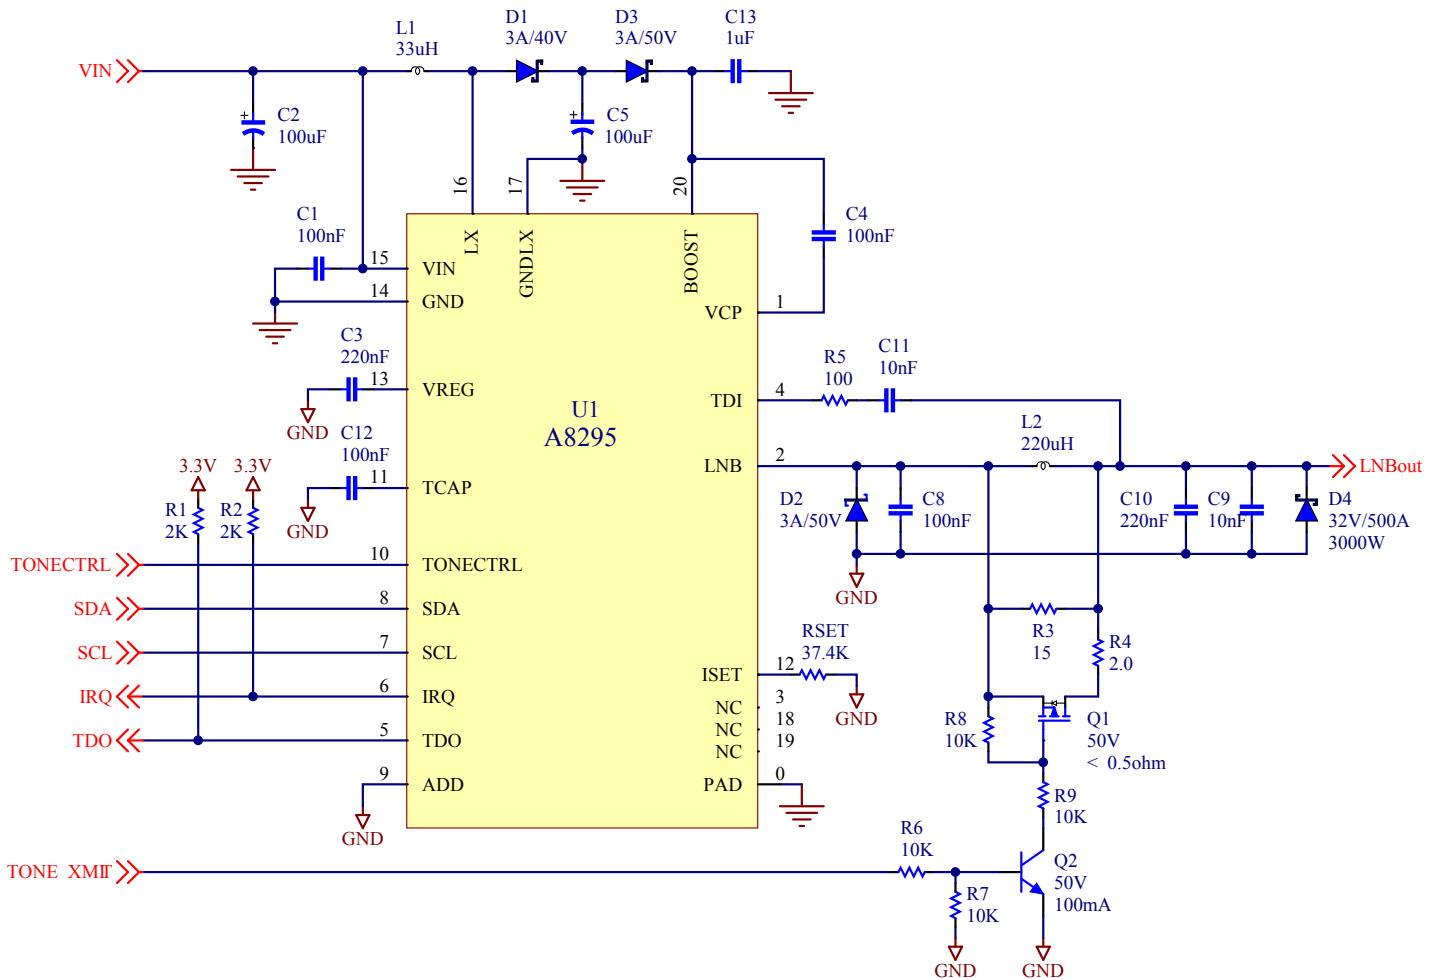 L1
33uH
D1
3A/40V
D3
3A/50V
C13
1uF
VIN
C2
100uF
C5
100uF
16
17
20
C1
100nF
C4
100nF
LX
GNDLX
BOOST
15
VIN
14
GND
VCP
1
C3
220nF
13
VREG
GND
R5
100
C11
10nF
TDI
4
U1
A8295
L2
220uH
C12
100nF
11
TCAP
GND
LNB
2
LNBout
3.3V
3.3V
R1
2K
R2
2K
D2
3A/50V
C8
100nF
C10
220nF
C9
10nF
D4
32V/500A
3000W
TONECTRL
10
TONECTRL
GND
SDA
8
SDA
SCL
7
SCL
RSET
37.4K
R3
15
R4
2.0
ISET
12
GND
IRQ
6
IRQ
NC
3
NC
18
NC
19
TDO
5
TDO
R8
10K
Q1
50V
< 0.5ohm
ADD
9
GND
PAD
0
R9
10K
TONE XMIT
R6
10K
R7
10K
Q2
50V
100mA
GND
GND